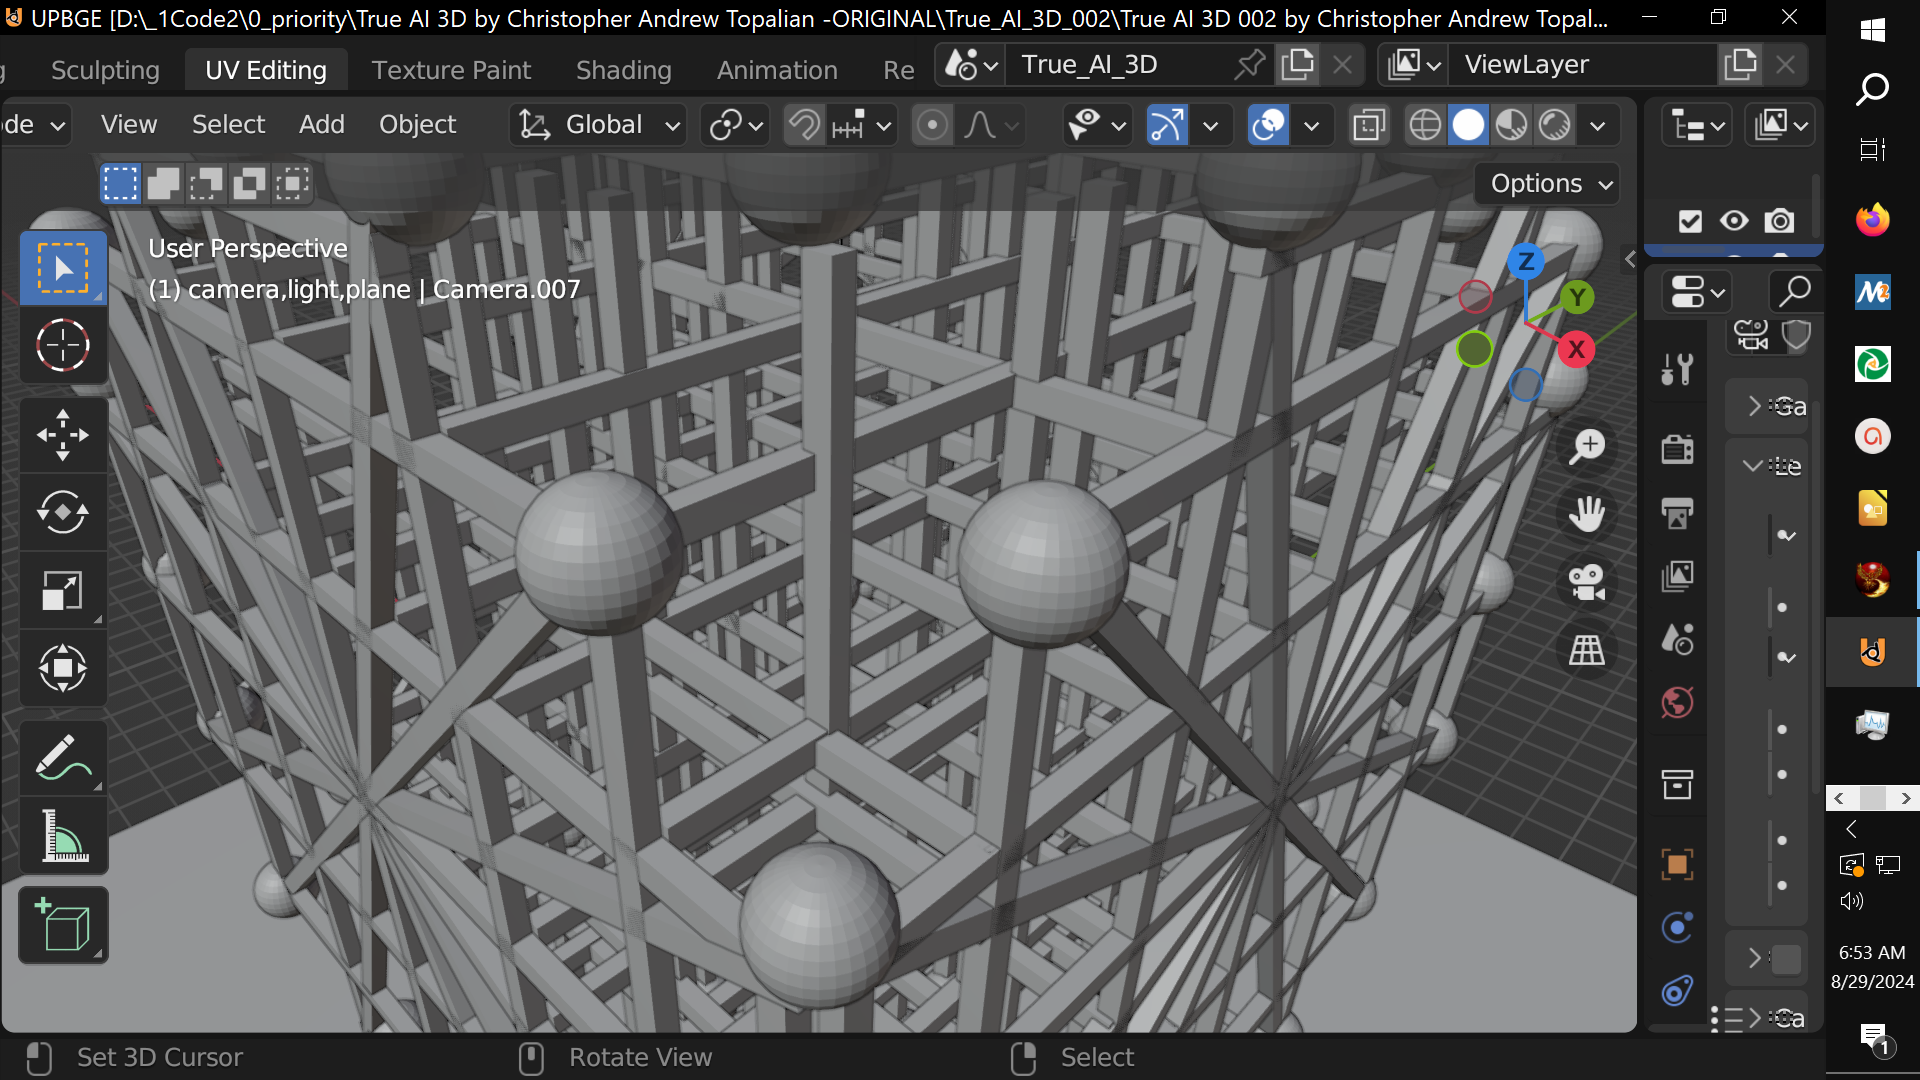 UPBGE [D:\_1Code2\0_priority\True AI 3D by Christopher Andrew Topalian -ORIGINAL\True_AI_3D_002\True AI 3D 002 by Christopher Andrew Topal...
Sculpting UV Editing Texture Paint Shading Animation Re True_AI_3D ViewLayer
de View Select Add Object Global
Options
User Perspective
(1) camera,light,plane | Camera.007
Z
Y
X
Ga
Le
Ca
Set 3D Cursor Rotate View Select
6:53 AM
8/29/2024
1